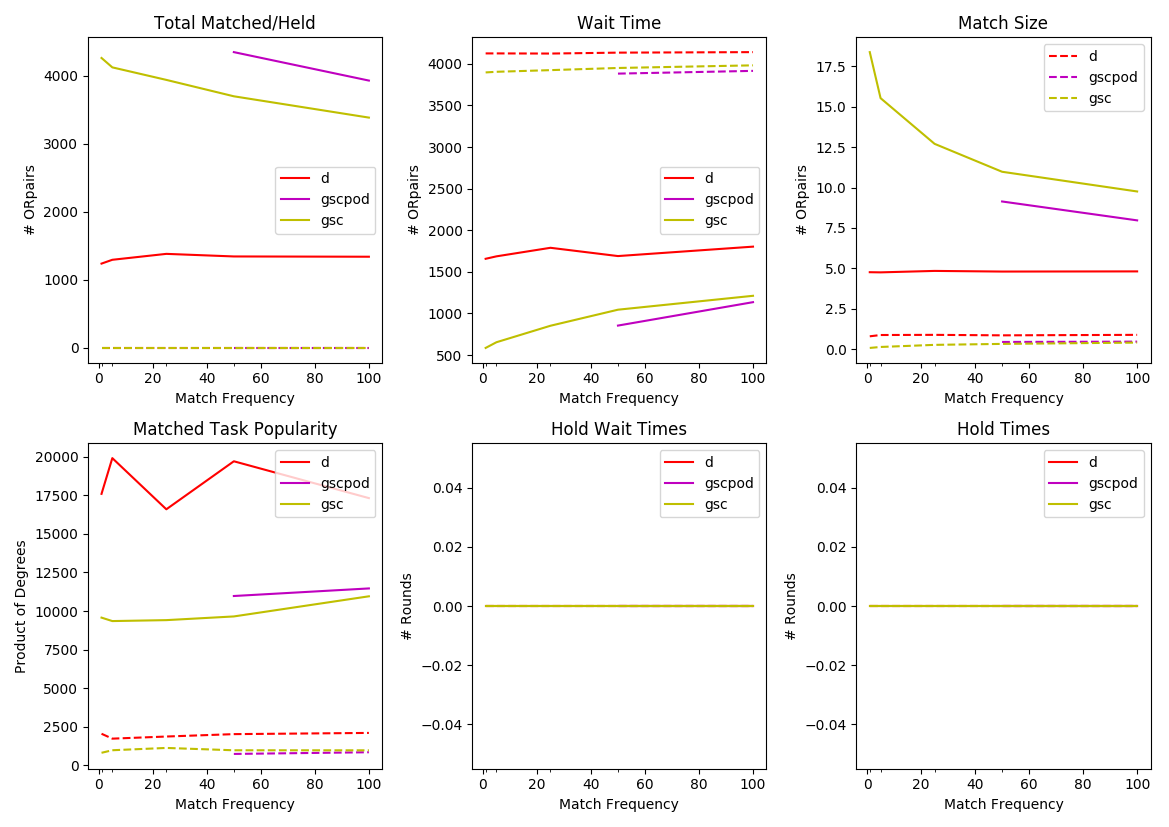 Total Matched/Held
# ORpairs
4000
3000
2000
1000
0
d
gscpod
gsc
0 20 40 60 80 100
Match Frequency
Wait Time
# ORpairs
4000
3500
3000
2500
2000
1500
1000
500
d
gscpod
gsc
0 20 40 60 80 100
Match Frequency
Match Size
# ORpairs
17.5
15.0
12.5
10.0
7.5
5.0
2.5
0.0
d
gscpod
gsc
0 20 40 60 80 100
Match Frequency
Matched Task Popularity
Product of Degrees
20000
17500
15000
12500
10000
7500
5000
2500
0
d
gscpod
gsc
0 20 40 60 80 100
Match Frequency
Hold Wait Times
# Rounds
0.04
0.02
0.00
−0.02
−0.04
d
gscpod
gsc
0 20 40 60 80 100
Match Frequency
Hold Times
# Rounds
0.04
0.02
0.00
−0.02
−0.04
d
gscpod
gsc
0 20 40 60 80 100
Match Frequency